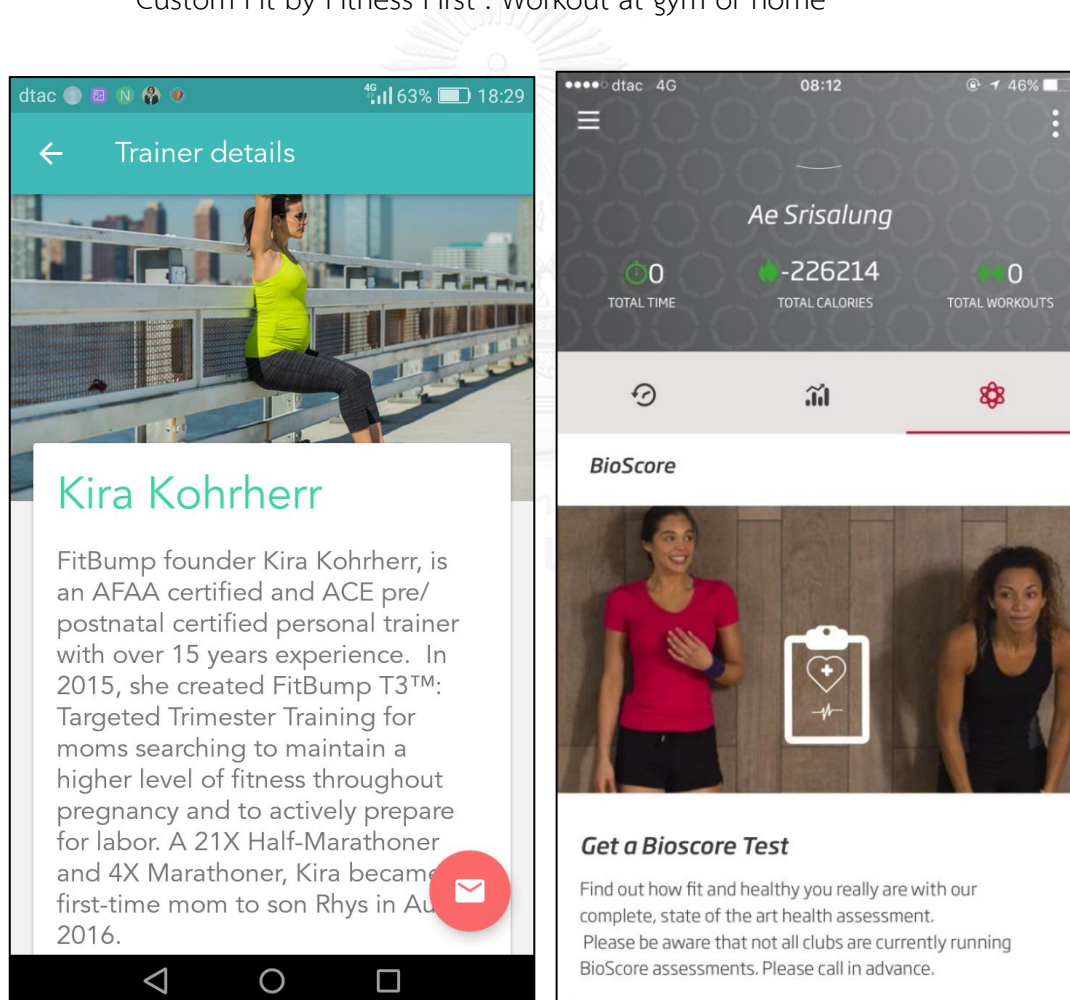 Custom Fit by Fitness First : Workout at gym or home
dtac N 4G 63% 18:29
Trainer details
Kira Kohrherr
FitBump founder Kira Kohrherr, is
an AFAA certified and ACE pre/
postnatal certified personal trainer
with over 15 years experience. In
2015, she created FitBump T3™:
Targeted Trimester Training for
moms searching to maintain a
higher level of fitness throughout
pregnancy and to actively prepare
for labor. A 21X Half-Marathoner
and 4X Marathoner, Kira became
first-time mom to son Rhys in Au
2016.
dtac 4G 08:12 46%
Ae Srisalung
0 -226214 0
TOTAL TIME TOTAL CALORIES TOTAL WORKOUTS
BioScore
Get a Bioscore Test
Find out how fit and healthy you really are with our
complete, state of the art health assessment.
Please be aware that not all clubs are currently running
BioScore assessments. Please call in advance.